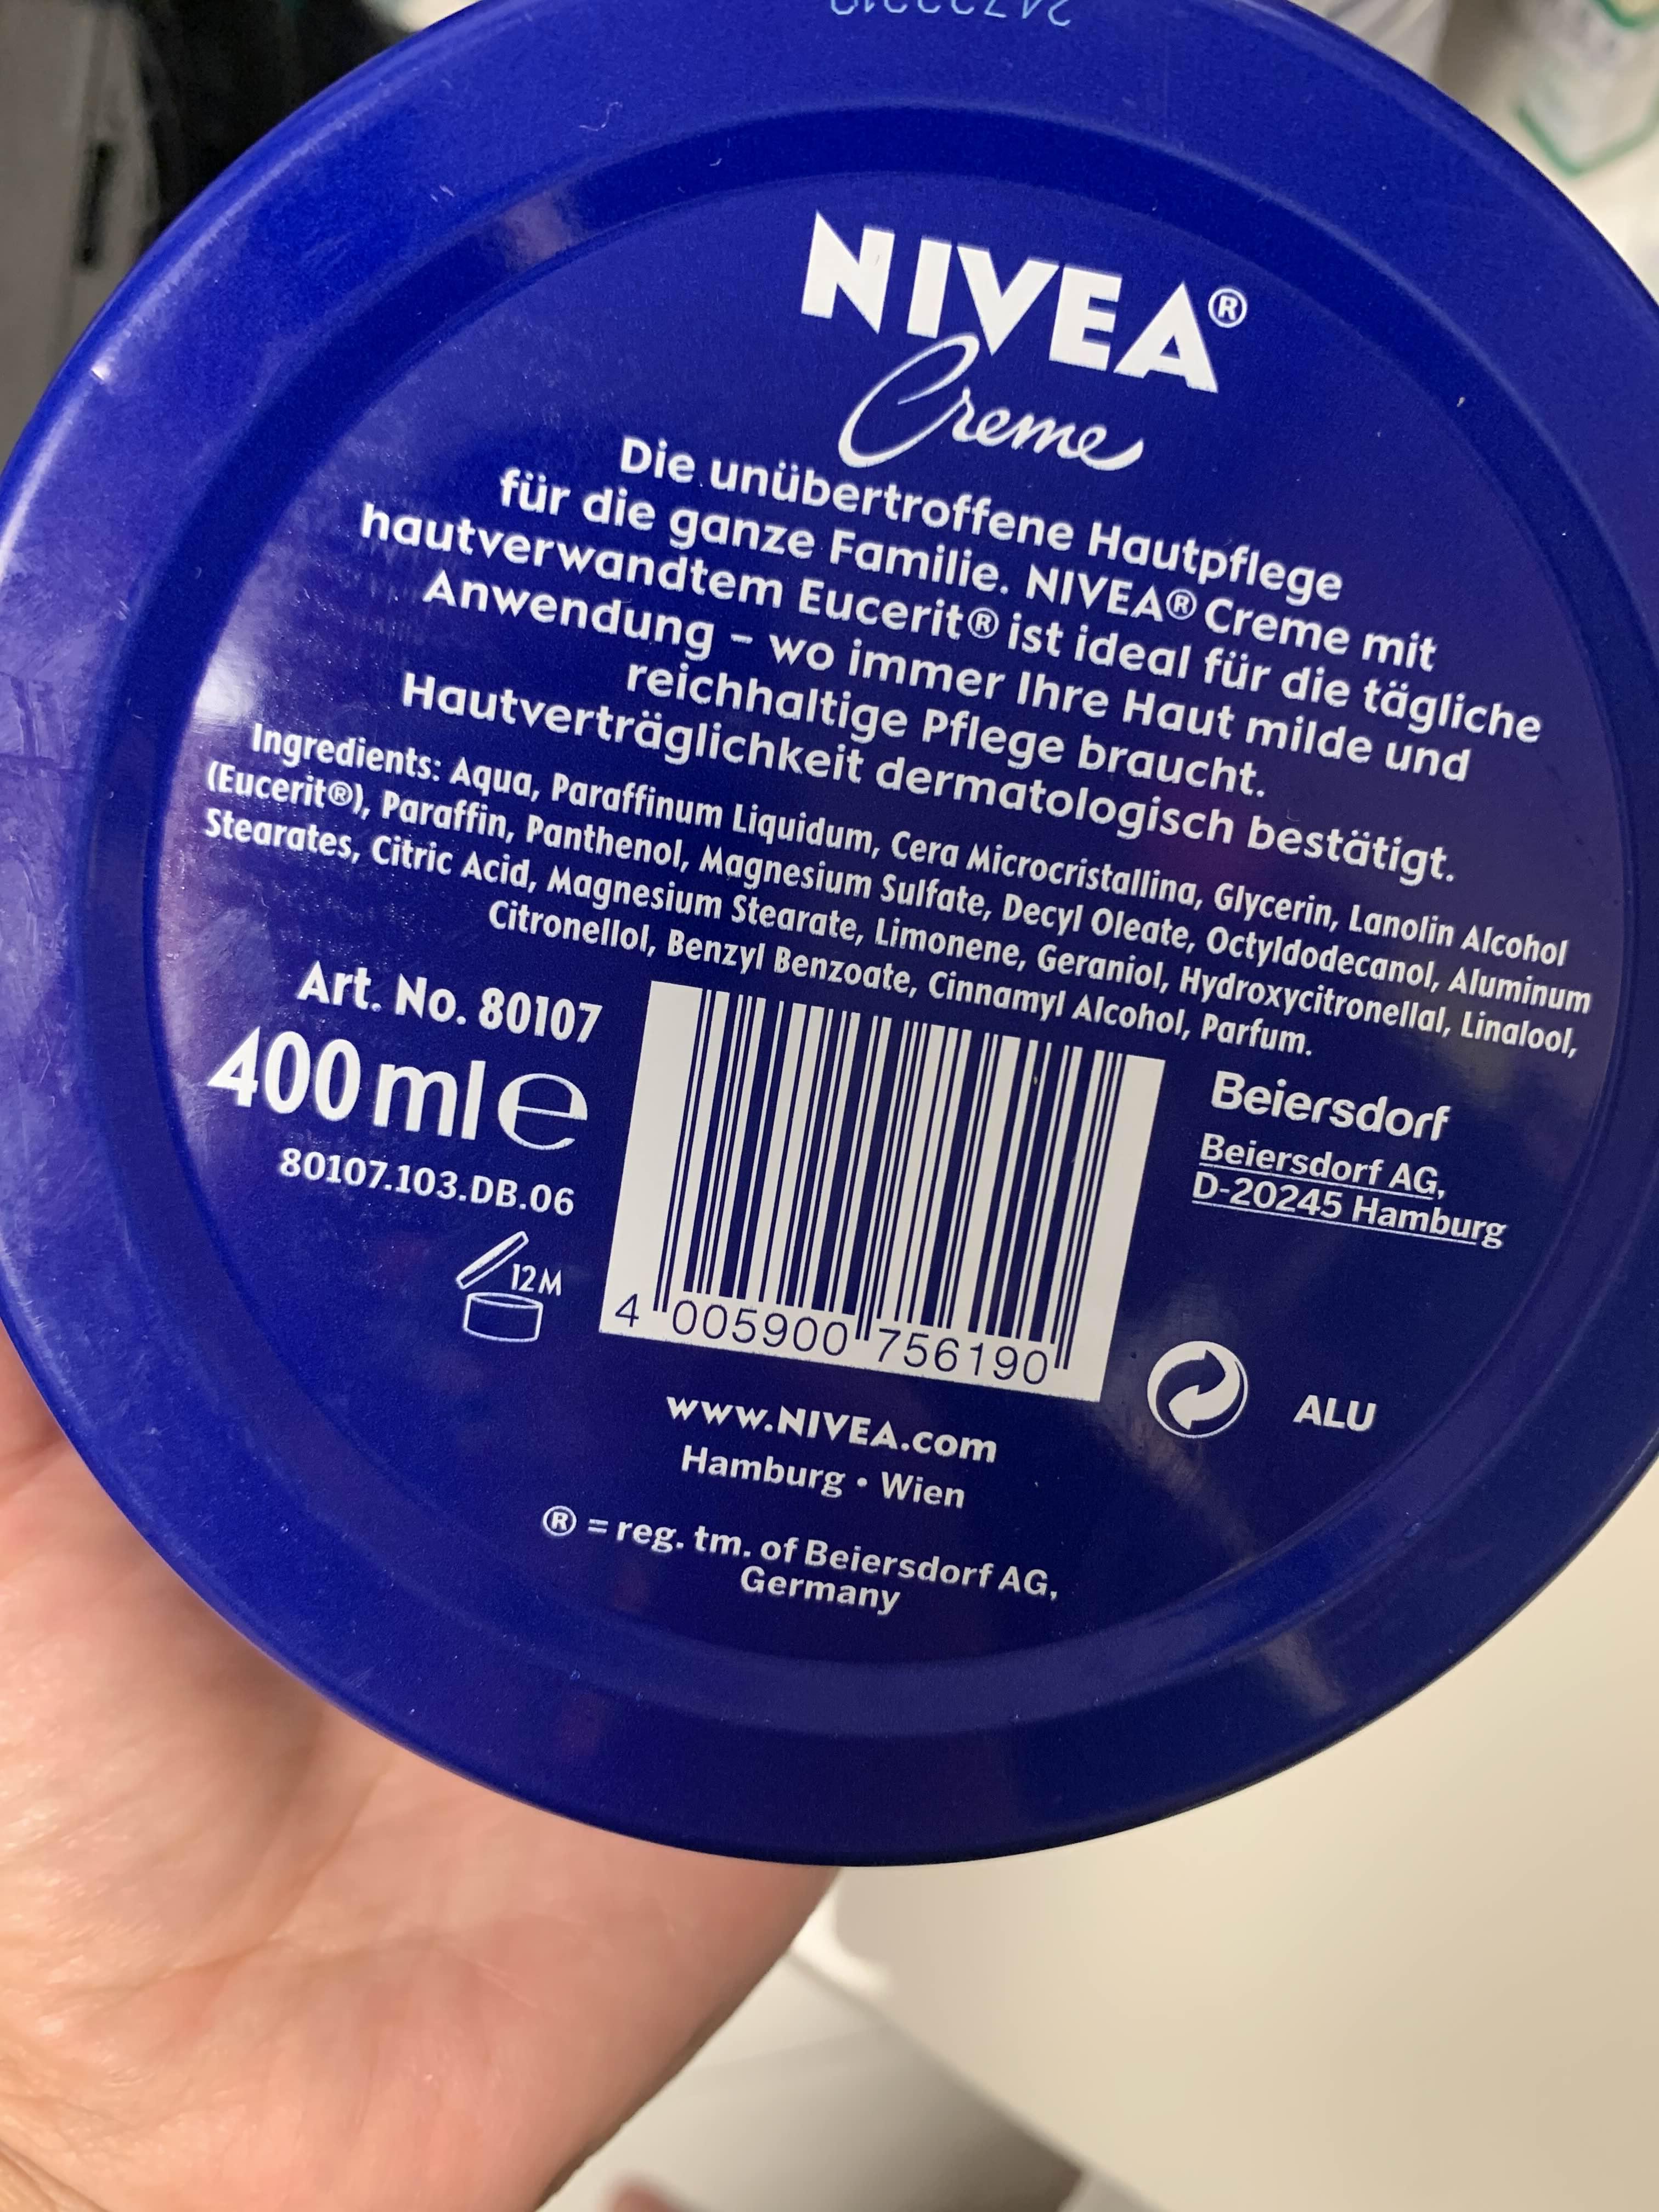 NIVEA®
Creme
Die unübertroffene Hautpflege
für die ganze Familie. NIVEA® Creme mit
hautverwandtem Eucerit® ist ideal für die tägliche
Anwendung – wo immer Ihre Haut milde und
reichhaltige Pflege braucht.
Hautverträglichkeit dermatologisch bestätigt.
Ingredients: Aqua, Paraffinum Liquidum, Cera Microcristallina, Glycerin, Lanolin Alcohol
(Eucerit®), Paraffin, Panthenol, Magnesium Sulfate, Decyl Oleate, Octyldodecanol, Aluminum
Stearates, Citric Acid, Magnesium Stearate, Limonene, Geraniol, Hydroxycitronellal, Linalool,
Citronellol, Benzyl Benzoate, Cinnamyl Alcohol, Parfum.
Art. No. 80107
400 ml e
80107.103.DB.06
12M
4 005900 756190
Beiersdorf
Beiersdorf AG,
D-20245 Hamburg
ALU
www.NIVEA.com
Hamburg • Wien
® = reg. tm. of Beiersdorf AG,
Germany